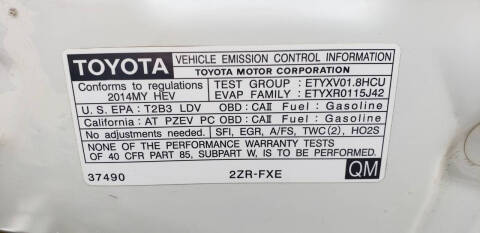 TOYOTA VEHICLE EMISSION CONTROL INFORMATION
TOYOTA MOTOR CORPORATION
Conforms to regulations TEST GROUP : ETYXV01.8HCU
2014MY HEV EVAP FAMILY : ETYXR0115J42
U.S. EPA : T2B3 LDV OBD: CAII Fuel : Gasoline
California: AT PZEV PC OBD: CAII Fuel: Gasoline
No adjustments needed. SFI, EGR, A/FS, TWC(2), HO2S
NONE OF THE PERFORMANCE WARRANTY TESTS
OF 40 CFR PART 85, SUBPART W, IS TO BE PERFORMED.
37490 2ZR-FXE QM